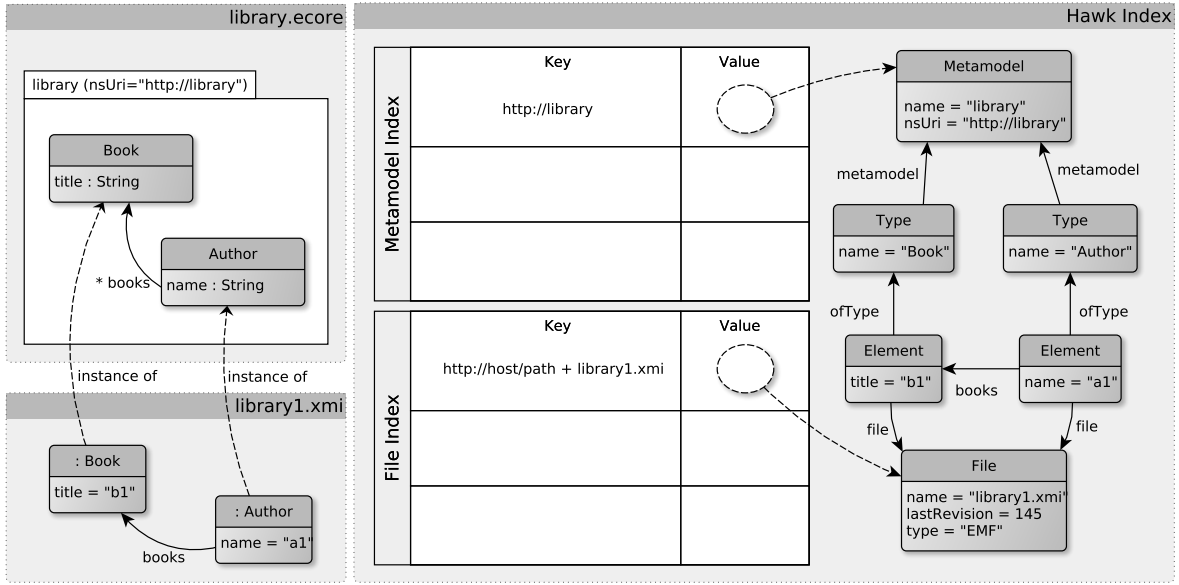 library.ecore
library (nsUri="http://library")
Book
title : String
Author
name : String
* books
instance of
instance of
library1.xmi
: Book
title = "b1"
: Author
name = "a1"
books
Hawk Index
Metamodel Index
Key
Value
http://library
File Index
Key
Value
http://host/path + library1.xmi
Metamodel
name = "library"
nsUri = "http://library"
metamodel
metamodel
Type
name = "Book"
Type
name = "Author"
ofType
ofType
Element
title = "b1"
Element
name = "a1"
books
file
file
File
name = "library1.xmi"
lastRevision = 145
type = "EMF"